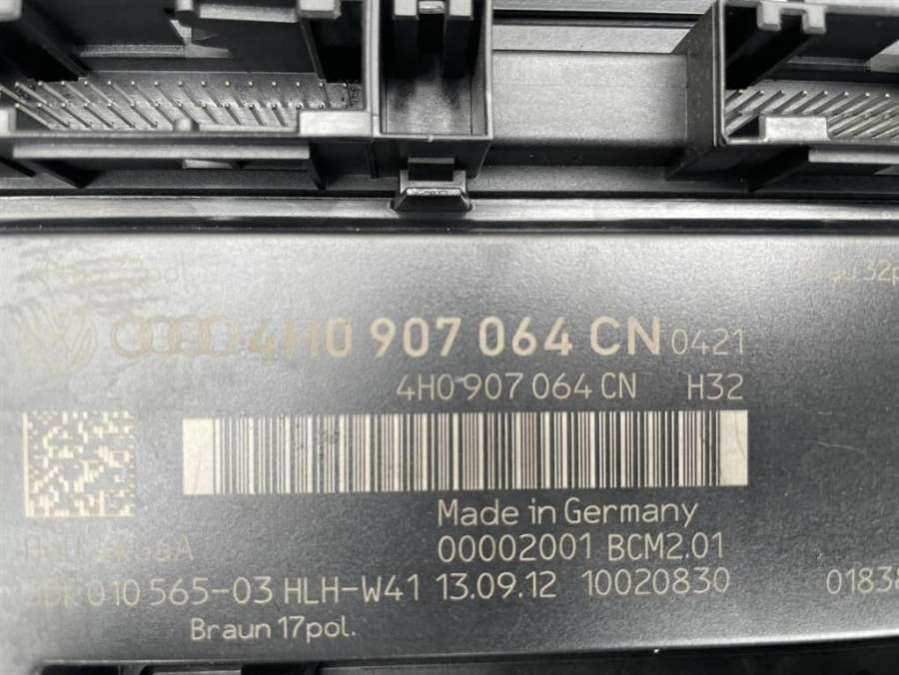 4H0 907 064 CN 0421
4H0 907 064 CN H32
Made in Germany
00002001 BCM2.01
010 565-03 HLH-W41 13.09.12 10020830 01838
Braun 17pol.